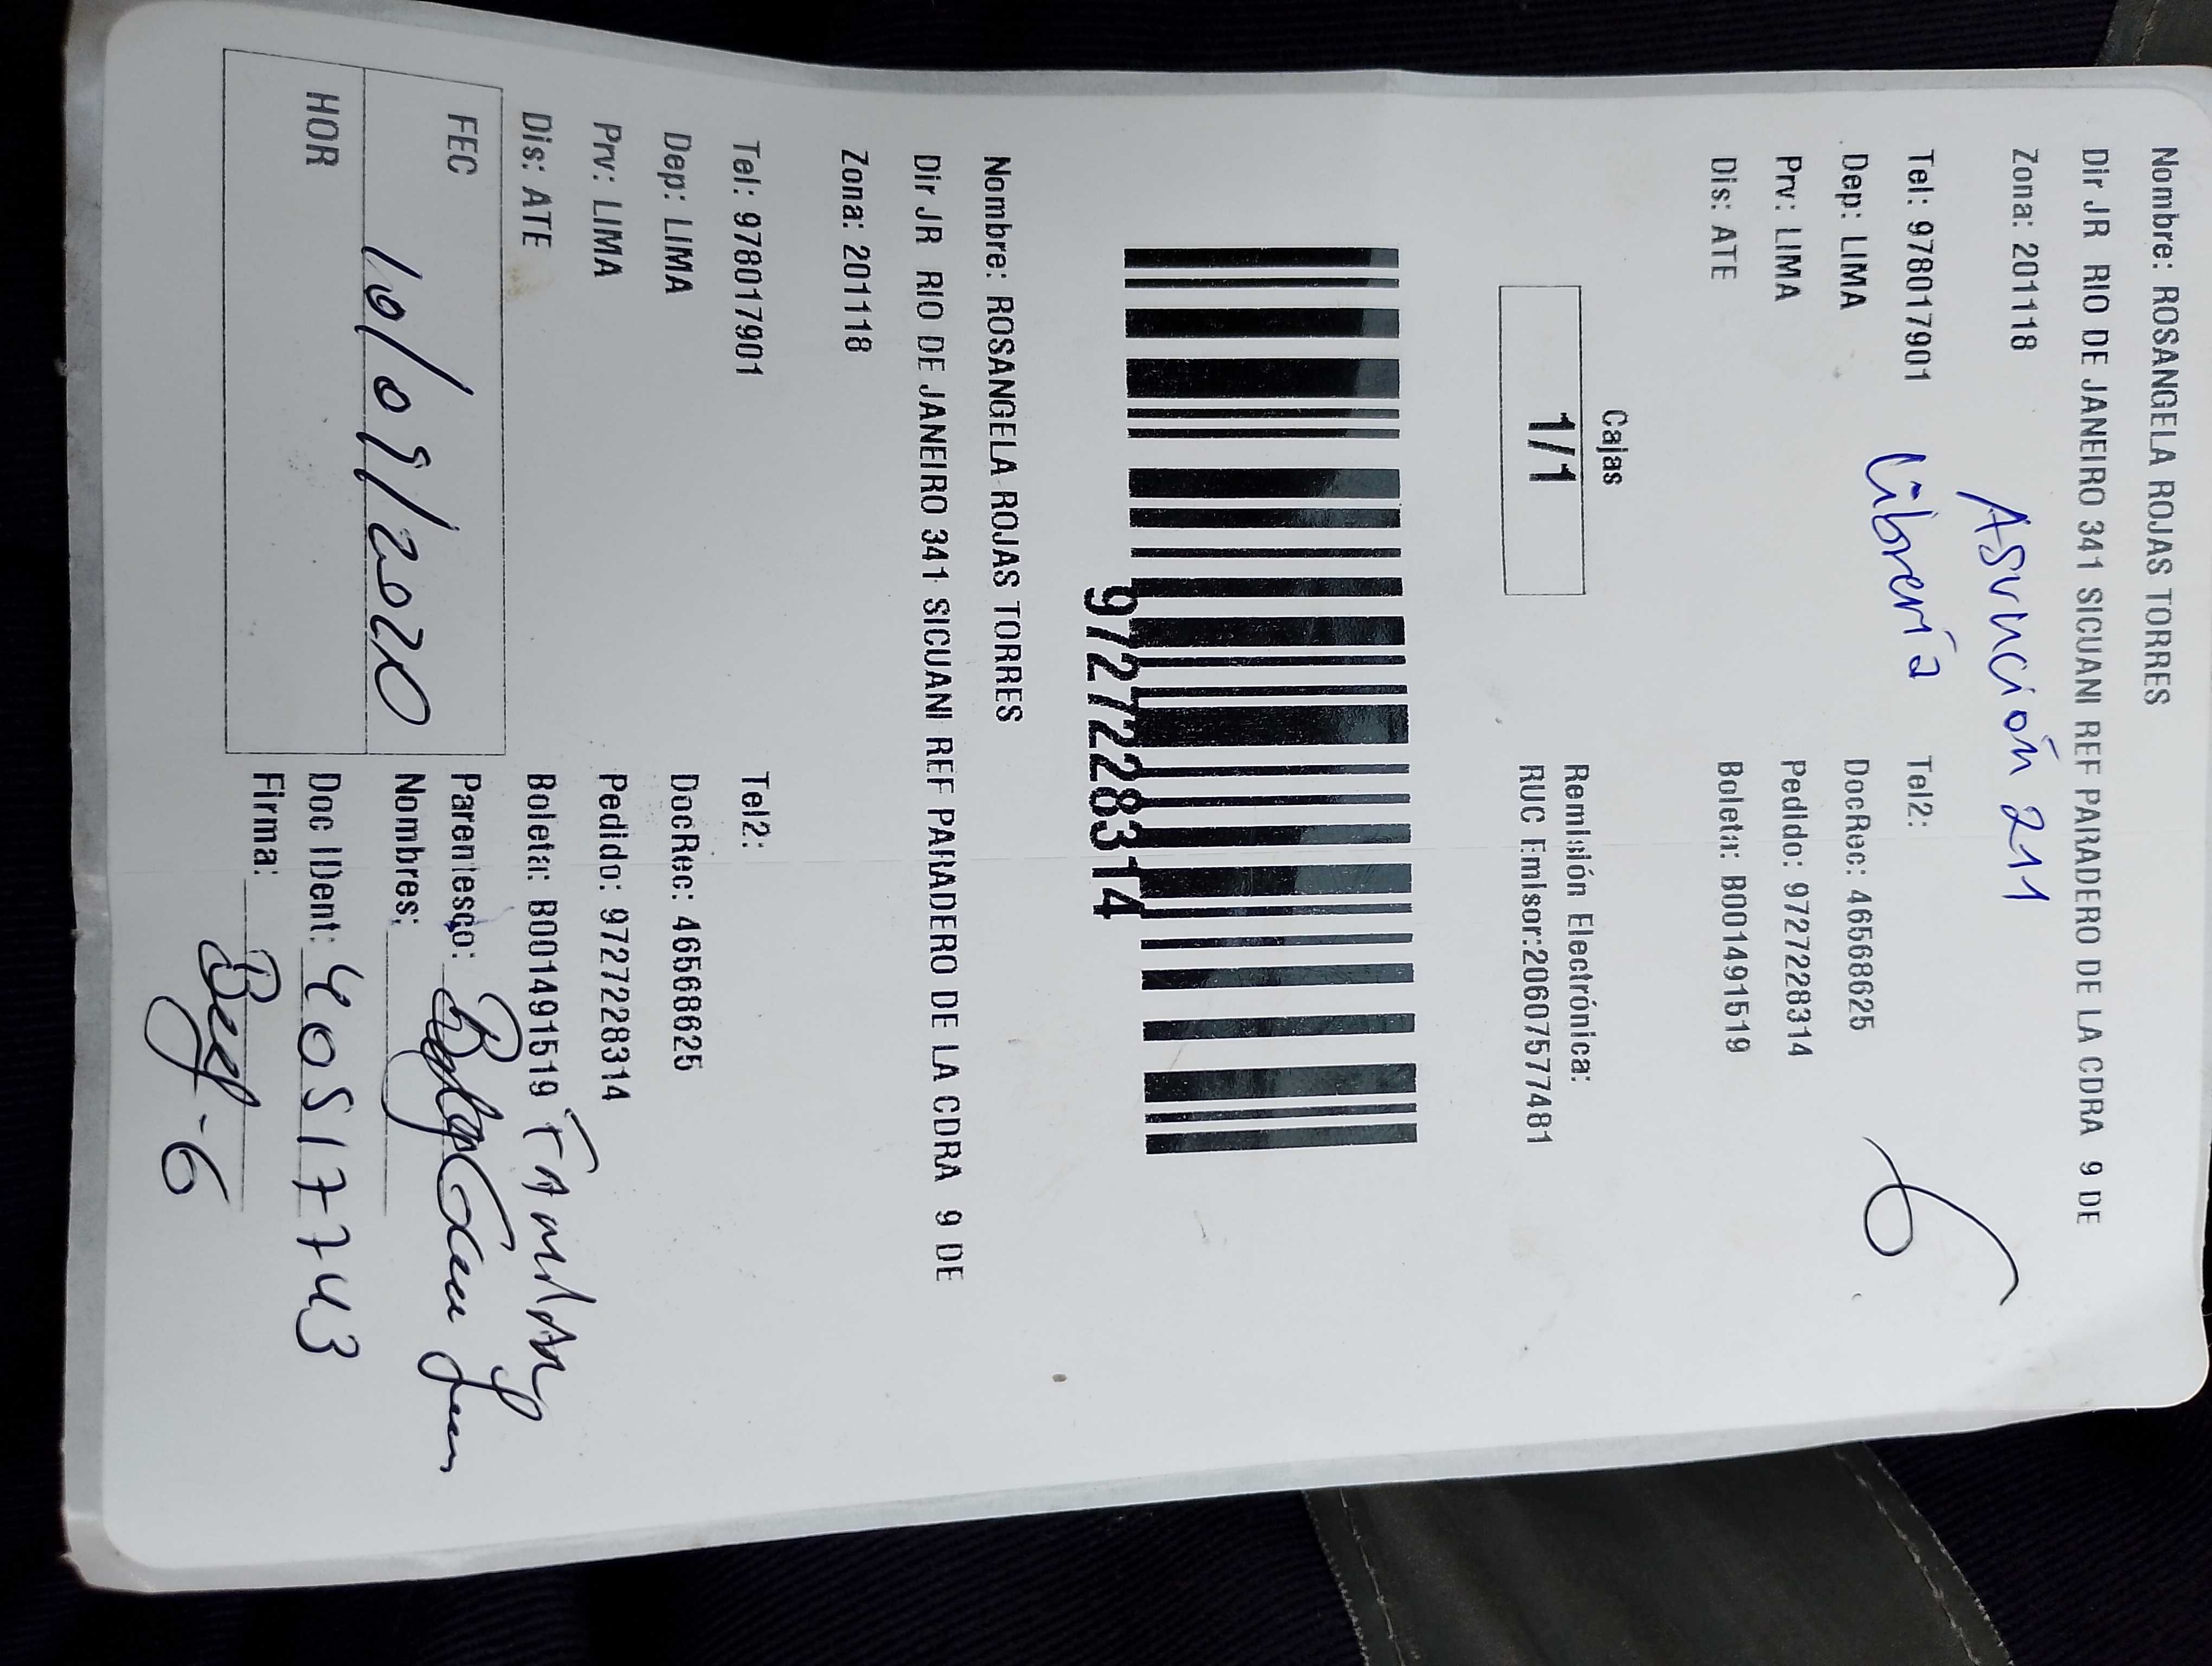 Nombre: ROSANGELA ROJAS TORRES
Dir JR RIO DE JANEIRO 341 SICUANI REF PARADERO DE LA CDRA 9 DE
Zona: 201118
Asunción 211
Tel: 978017901
Librería
Tel2:
Dep: LIMA
DocRec: 46568625
Prv: LIMA
Pedido: 9727228314
Dis: ATE
Boleta: B001491519
Cajas
1/1
Remisión Electrónica:
RUC Emisor:20607577481
9727228314
Nombre: ROSANGELA ROJAS TORRES
Dir JR RIO DE JANEIRO 341 SICUANI REF PARADERO DE LA CDRA 9 DE
Zona: 201118
Tel: 978017901
Tel2:
Dep: LIMA
DocRec: 46568625
Prv: LIMA
Pedido: 9727228314
Dis: ATE
Boleta: B001491519
FEC 10/09/2020
Parentesco:
Nombres:
HOR
Doc IDent: 40517743
Firma: